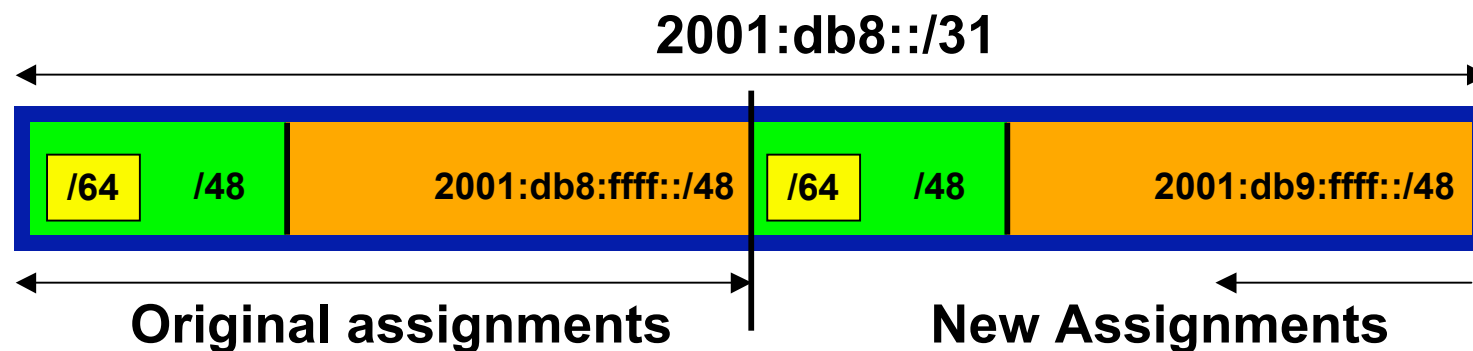 2001:db8::/31
/64 /48 2001:db8:ffff::/48 /64 /48 2001:db9:ffff::/48
Original assignments New Assignments